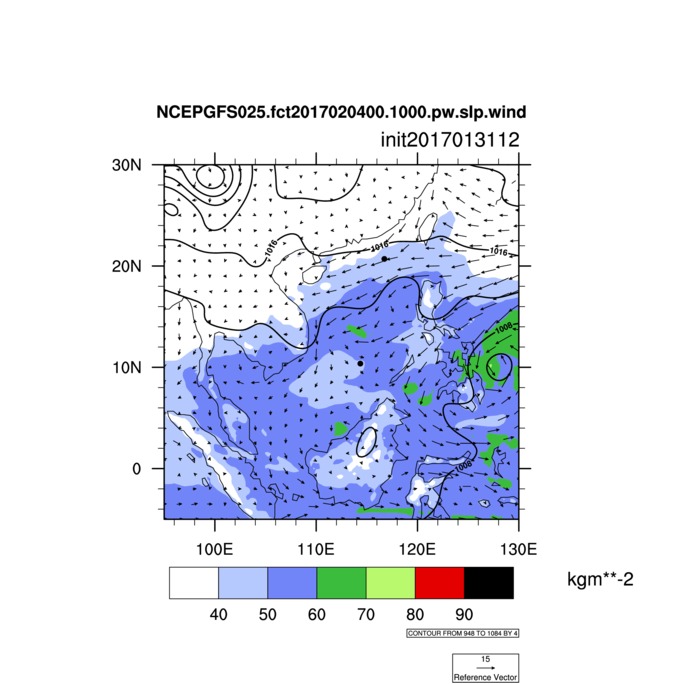 NCEPGFS025.fct2017020400.1000.pw.slp.wind
init2017013112
30N
20N
10N
0
1016
1016
1016
1008
1008
100E
110E
120E
130E
kgm**-2
40
50
60
70
80
90
CONTOUR FROM 948 TO 1084 BY 4
15
Reference Vector